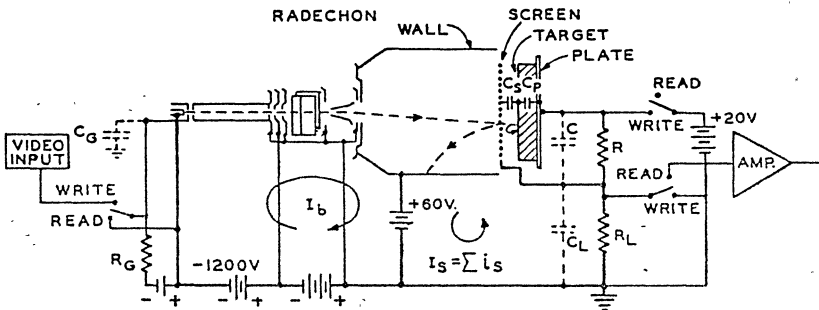 RADECHON
WALL
SCREEN
TARGET
PLATE
C_S C_P
READ
WRITE
+20V
C_G
VIDEO
INPUT
WRITE
READ
C
R
READ
WRITE
AMP.
I_b
+60V.
I_S = Σ i_S
C_L
R_L
R_G
-1200V
- +
- +
- +